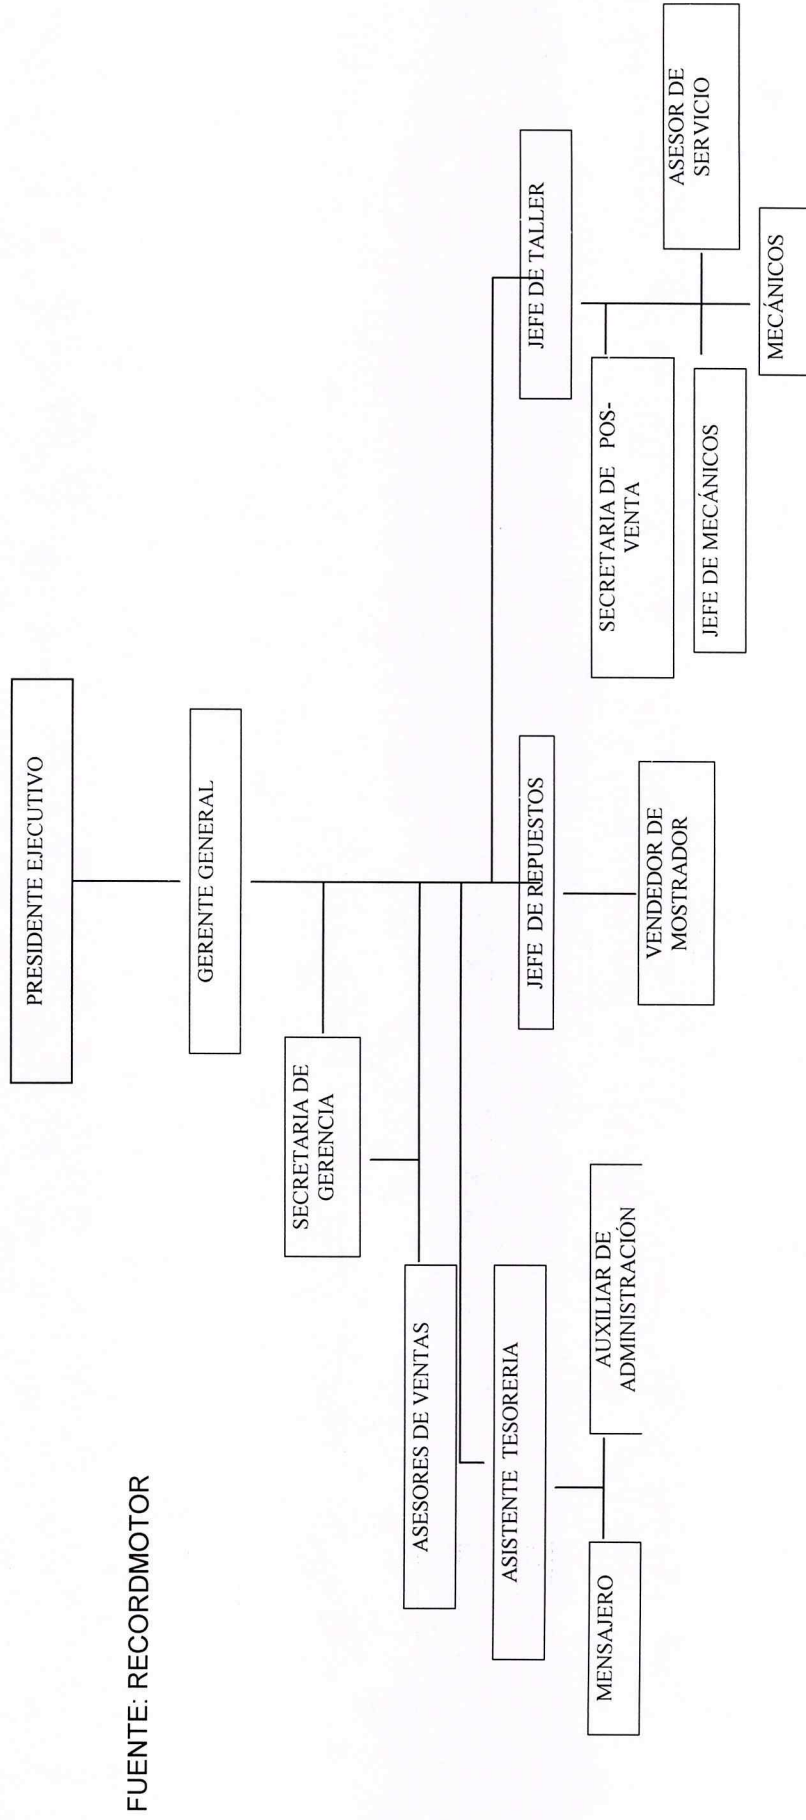 PRESIDENTE EJECUTIVO
GERENTE GENERAL
SECRETARIA DE
GERENCIA
ASESORES DE VENTAS
ASISTENTE TESORERIA
JEFE DE REPUESTOS
JEFE DE TALLER
MENSAJERO
AUXILIAR DE
ADMINISTRACIÓN
VENDEDOR DE
MOSTRADOR
SECRETARIA DE POS-
VENTA
JEFE DE MECÁNICOS
ASESOR DE
SERVICIO
MECÁNICOS
FUENTE: RECORDMOTOR